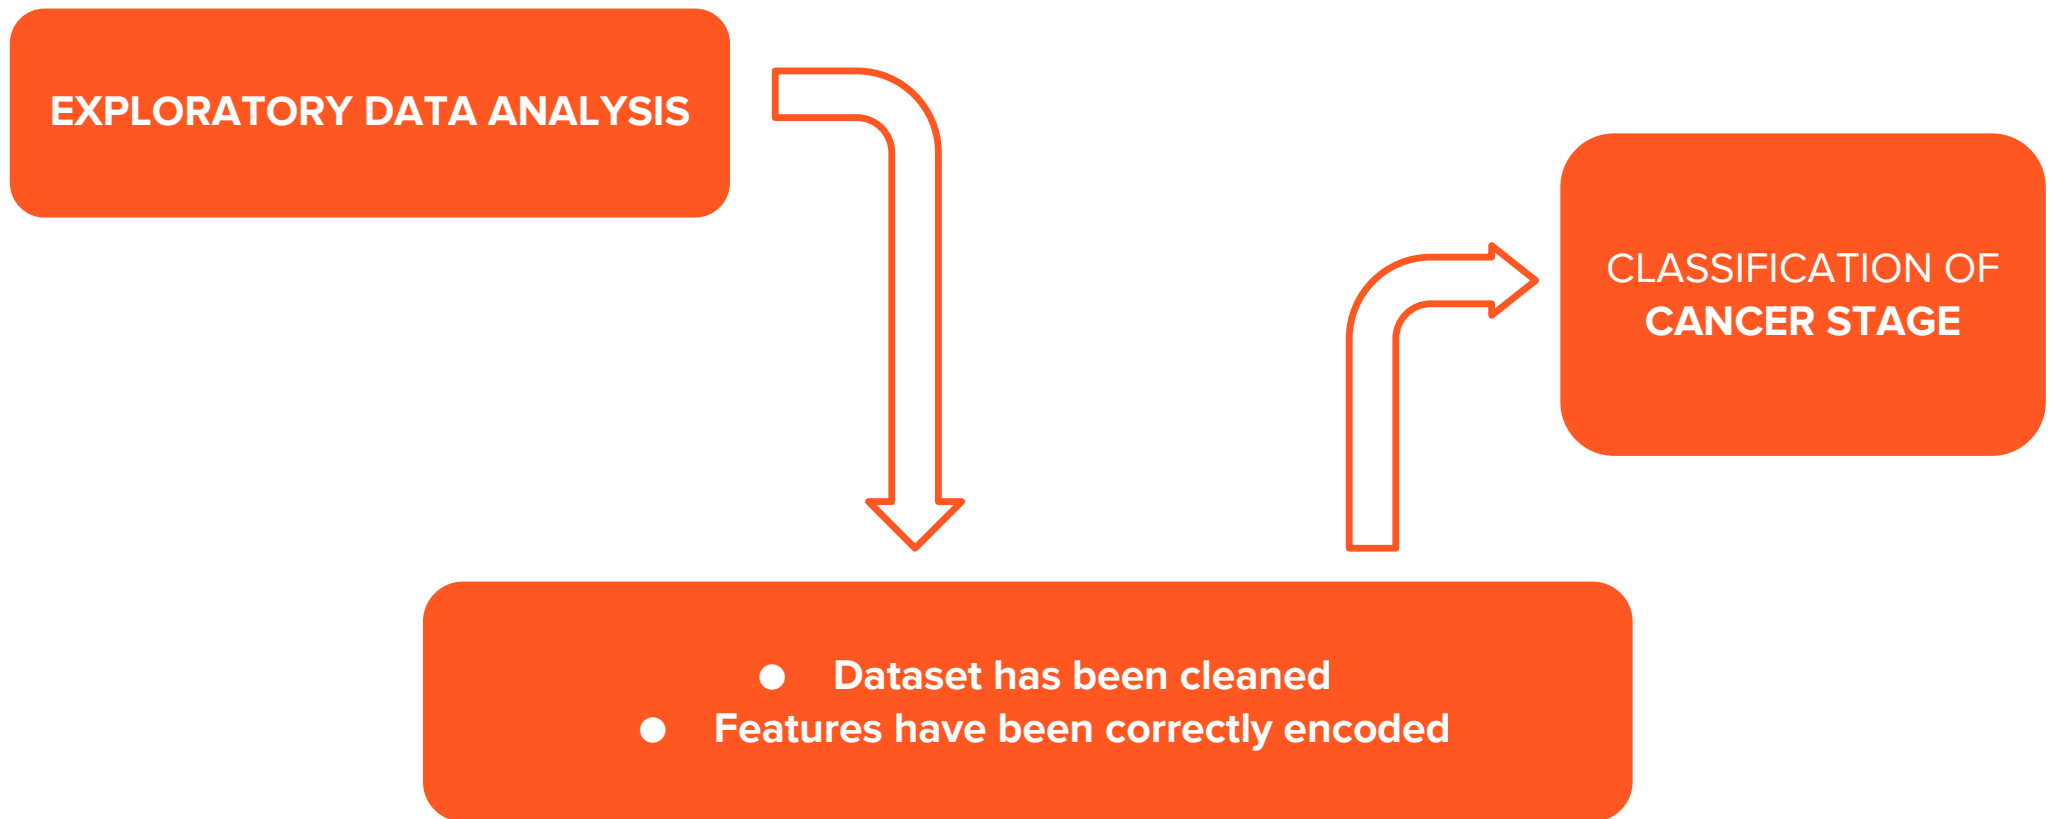 EXPLORATORY DATA ANALYSIS
CLASSIFICATION OF
CANCER STAGE
● Dataset has been cleaned
● Features have been correctly encoded